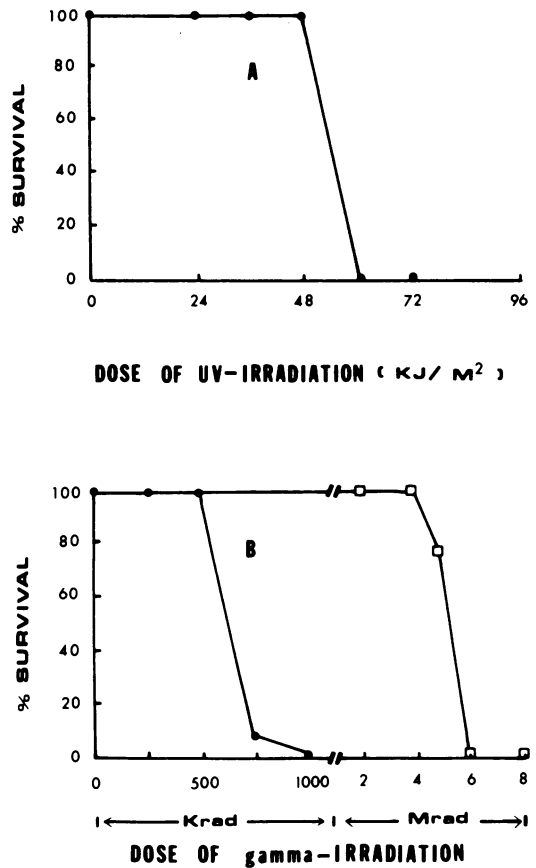 100
80
60
40
20
0
% SURVIVAL
A
0 24 48 72 96
DOSE OF UV-IRRADIATION ( KJ/ M² )
100
80
60
40
20
0
% SURVIVAL
B
0 500 1000 2 4 6 8
Krad Mrad
DOSE OF gamma-IRRADIATION